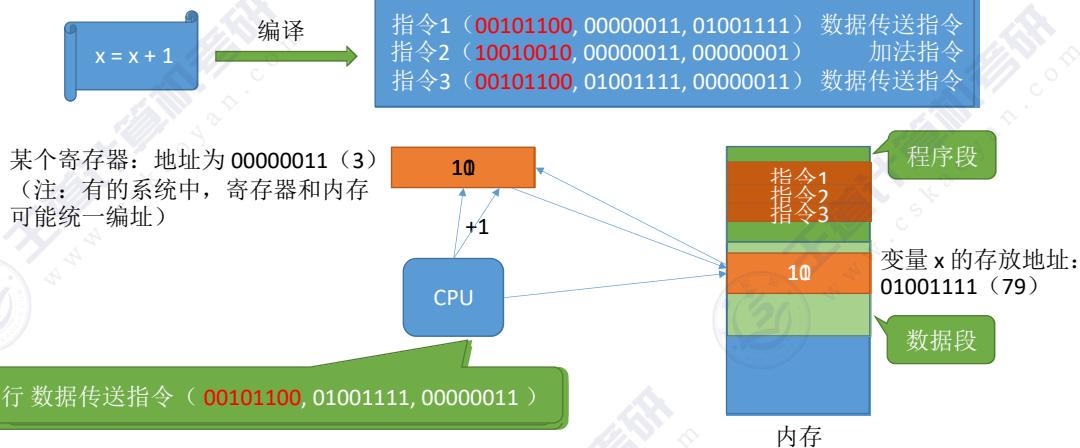 x = x + 1
编译
指令1（00101100, 00000011, 01001111） 数据传送指令
指令2（10010010, 00000011, 00000001） 加法指令
指令3（00101100, 01001111, 00000011） 数据传送指令
某个寄存器：地址为 00000011（3）
（注：有的系统中，寄存器和内存
可能统一编址）
+1
CPU
程序段
指令1
指令2
指令3
变量 x 的存放地址：
01001111（79）
数据段
行 数据传送指令（ 00101100, 01001111, 00000011 ）
内存